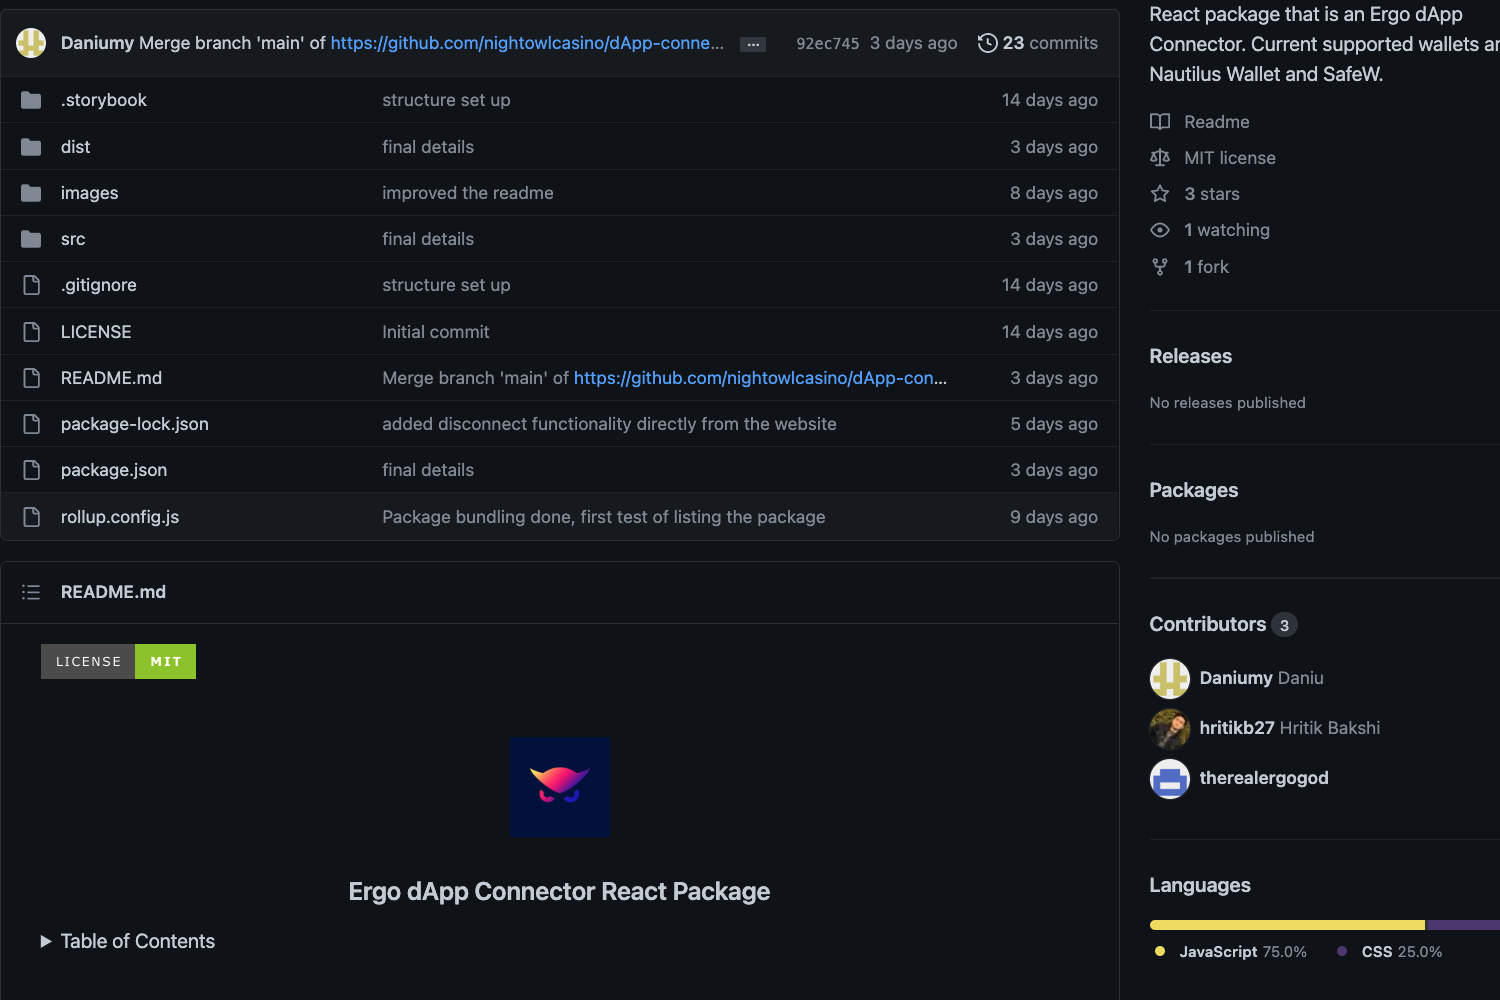 Daniumy Merge branch 'main' of https://github.com/nightowlcasino/dApp-conne... ... 92ec745 3 days ago 23 commits
.storybook structure set up 14 days ago
dist final details 3 days ago
images improved the readme 8 days ago
src final details 3 days ago
.gitignore structure set up 14 days ago
LICENSE Initial commit 14 days ago
README.md Merge branch 'main' of https://github.com/nightowlcasino/dApp-con... 3 days ago
package-lock.json added disconnect functionality directly from the website 5 days ago
package.json final details 3 days ago
rollup.config.js Package bundling done, first test of listing the package 9 days ago
README.md
LICENSE MIT
Ergo dApp Connector React Package
Table of Contents
React package that is an Ergo dApp
Connector. Current supported wallets ar
Nautilus Wallet and SafeW.
Readme
MIT license
3 stars
1 watching
1 fork
Releases
No releases published
Packages
No packages published
Contributors 3
Daniumy Daniu
hritikb27 Hritik Bakshi
therealergogod
Languages
JavaScript 75.0% CSS 25.0%